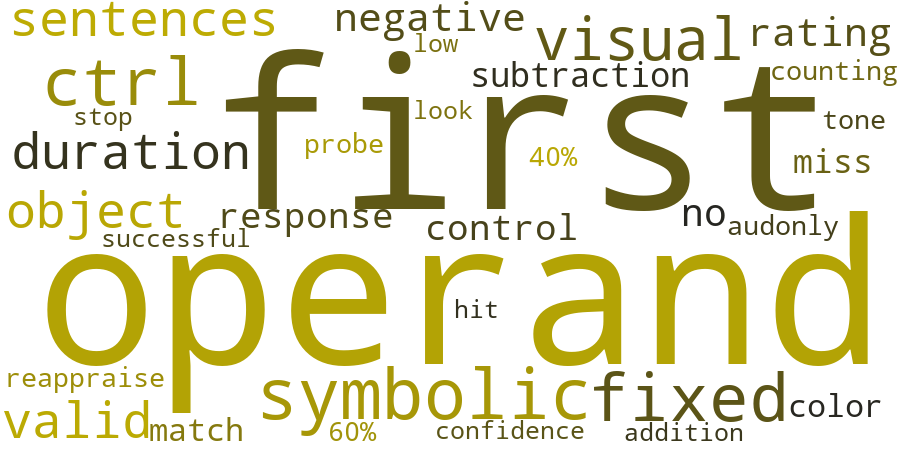 sentences negative
low visual rating
ctrl subtraction counting
first
stop look tone
duration probe 40% miss
object response no
successful control audonly
operand
hit
reappraise symbolic fixed color
valid match 60% confidence addition